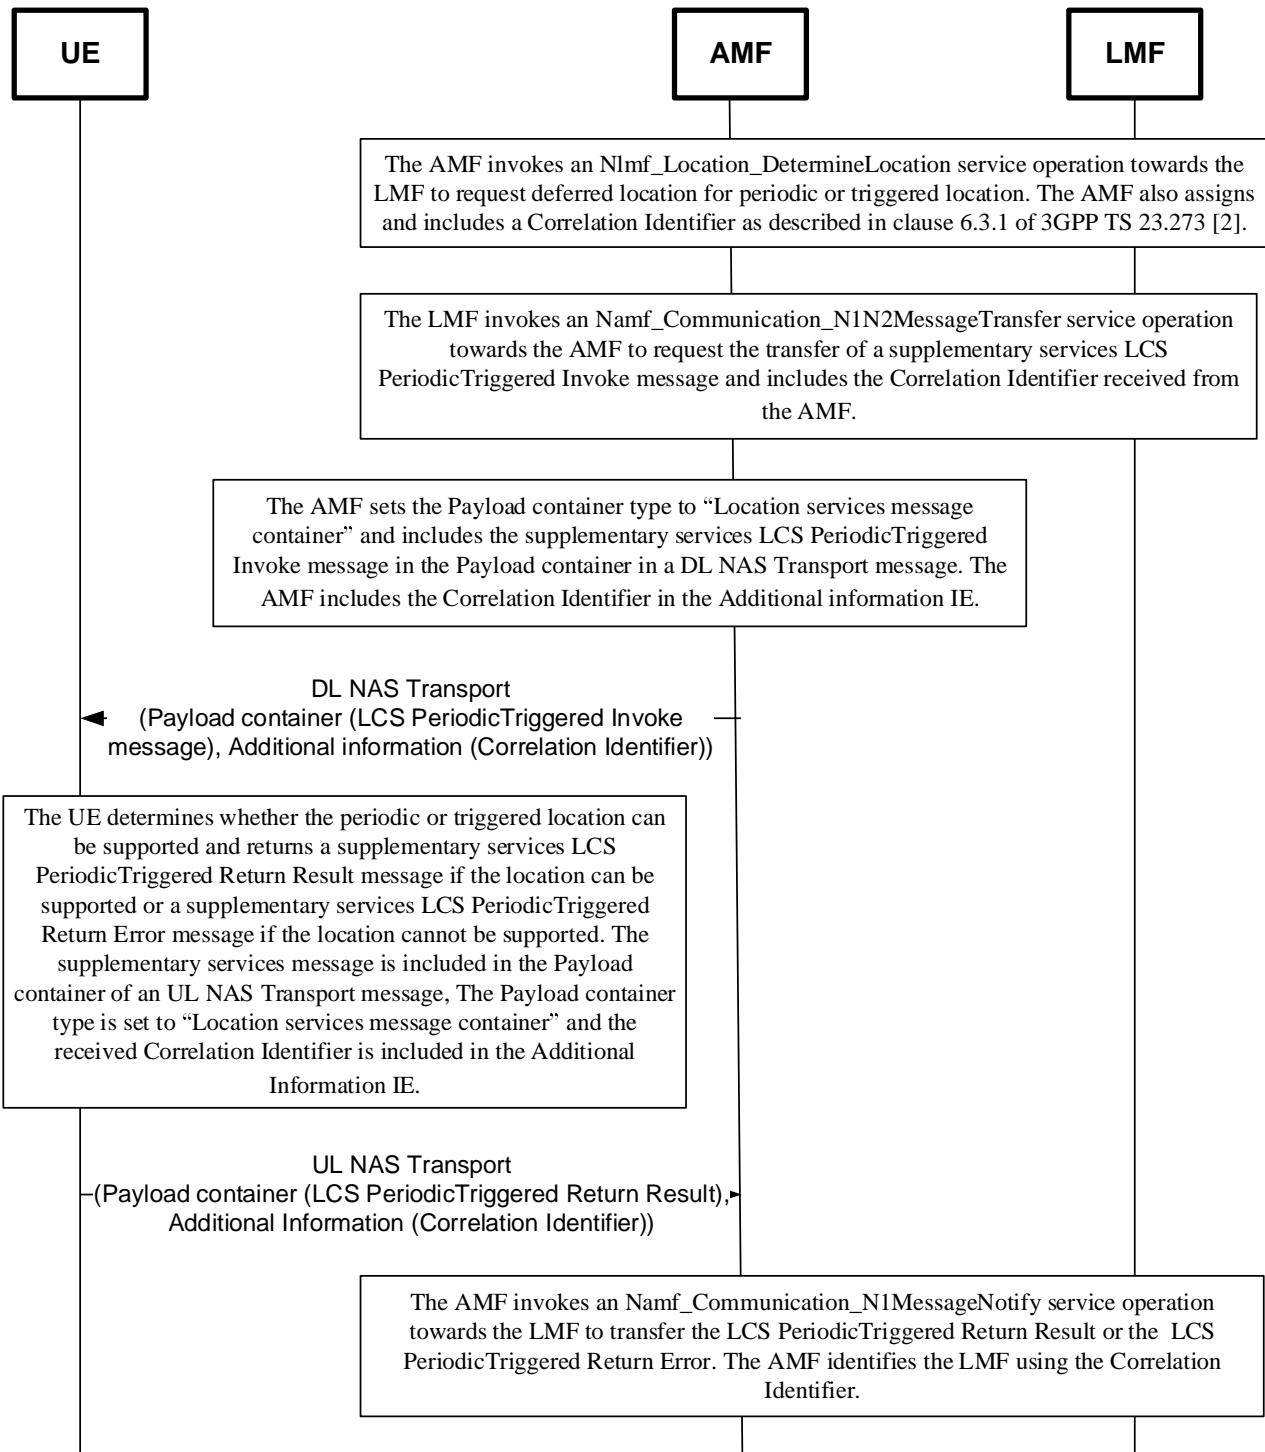 UE
AMF
LMF
The AMF invokes an Nlmf_Location_DetermineLocation service operation towards the
LMF to request deferred location for periodic or triggered location. The AMF also assigns
and includes a Correlation Identifier as described in clause 6.3.1 of 3GPP TS 23.273 [2].
The LMF invokes an Namf_Communication_N1N2MessageTransfer service operation
towards the AMF to request the transfer of a supplementary services LCS
PeriodicTriggered Invoke message and includes the Correlation Identifier received from
the AMF.
The AMF sets the Payload container type to “Location services message
container” and includes the supplementary services LCS PeriodicTriggered
Invoke message in the Payload container in a DL NAS Transport message. The
AMF includes the Correlation Identifier in the Additional information IE.
DL NAS Transport
(Payload container (LCS PeriodicTriggered Invoke
message), Additional information (Correlation Identifier))
The UE determines whether the periodic or triggered location can
be supported and returns a supplementary services LCS
PeriodicTriggered Return Result message if the location can be
supported or a supplementary services LCS PeriodicTriggered
Return Error message if the location cannot be supported. The
supplementary services message is included in the Payload
container of an UL NAS Transport message, The Payload container
type is set to “Location services message container” and the
received Correlation Identifier is included in the Additional
Information IE.
UL NAS Transport
(Payload container (LCS PeriodicTriggered Return Result),
Additional Information (Correlation Identifier))
The AMF invokes an Namf_Communication_N1MessageNotify service operation
towards the LMF to transfer the LCS PeriodicTriggered Return Result or the  LCS
PeriodicTriggered Return Error. The AMF identifies the LMF using the Correlation
Identifier.